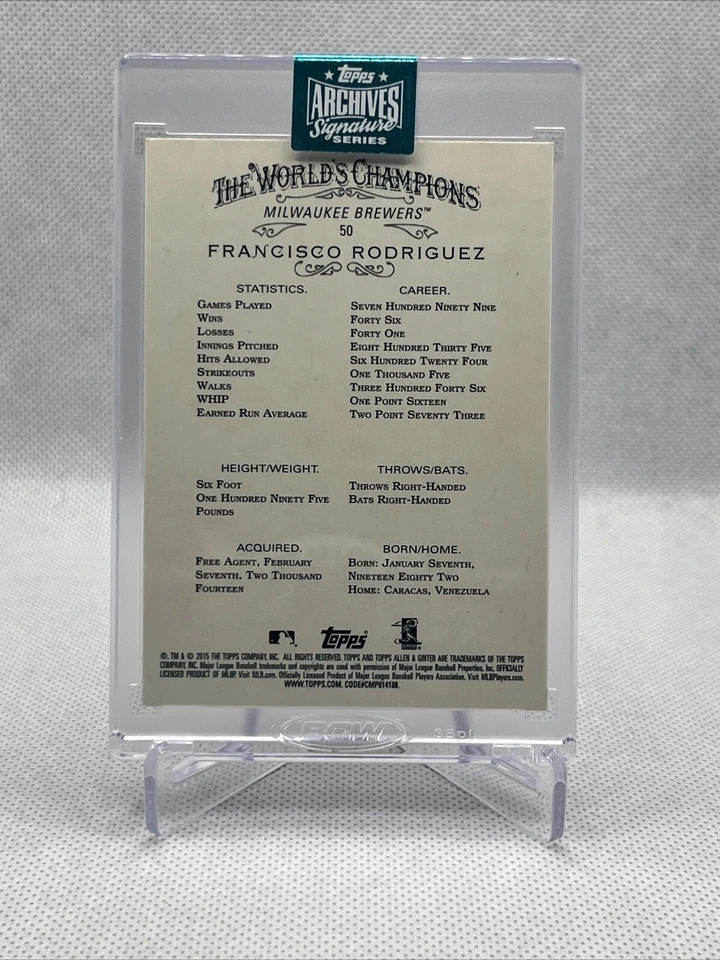 Topps
ARCHIVES
Signature
SERIES
THE WORLD'S CHAMPIONS
MILWAUKEE BREWERS™
50
FRANCISCO RODRIGUEZ
STATISTICS. CAREER.
GAMES PLAYED SEVEN HUNDRED NINETY NINE
WINS FORTY SIX
LOSSES FORTY ONE
INNINGS PITCHED EIGHT HUNDRED THIRTY FIVE
HITS ALLOWED SIX HUNDRED TWENTY FOUR
STRIKEOUTS ONE THOUSAND FIVE
WALKS THREE HUNDRED FORTY SIX
WHIP ONE POINT SIXTEEN
EARNED RUN AVERAGE TWO POINT SEVENTY THREE
HEIGHT/WEIGHT. THROWS/BATS.
SIX FOOT THROWS RIGHT-HANDED
ONE HUNDRED NINETY FIVE BATS RIGHT-HANDED
POUNDS
ACQUIRED. BORN/HOME.
FREE AGENT, FEBRUARY BORN: JANUARY SEVENTH,
SEVENTH, TWO THOUSAND NINETEEN EIGHTY TWO
FOURTEEN HOME: CARACAS, VENEZUELA
Topps
®, TM & © 2015 THE TOPPS COMPANY, INC. ALL RIGHTS RESERVED. TOPPS AND TOPPS ALLEN & GINTER ARE TRADEMARKS OF THE TOPPS
COMPANY, INC. Major League Baseball trademarks and copyrights are used with permission of Major League Baseball Properties, Inc. OFFICIALLY
LICENSED PRODUCT OF MLBP. Visit MLB.com. Officially Licensed Product of Major League Baseball Players Association. Visit MLBPlayers.com.
WWW.TOPPS.COM. CODE#CMP014188.
BCW 35pt